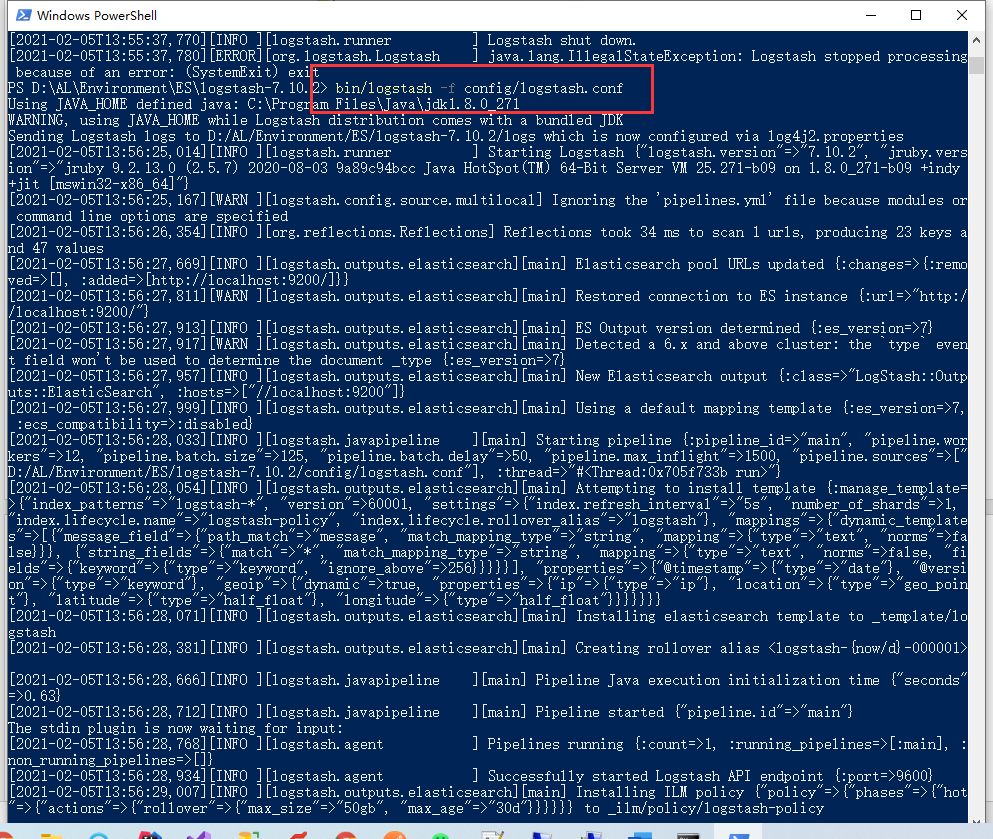 Windows PowerShell
[2021-02-05T13:55:37,770][INFO ][logstash.runner          ] Logstash shut down.
[2021-02-05T13:55:37,780][ERROR][org.logstash.Logstash    ] java.lang.IllegalStateException: Logstash stopped processing
 because of an error: (SystemExit) exit
PS D:\AL\Environment\ES\logstash-7.10.2> bin/logstash -f config/logstash.conf
Using JAVA_HOME defined java: C:\Program Files\Java\jdk1.8.0_271
WARNING, using JAVA_HOME while Logstash distribution comes with a bundled JDK
Sending Logstash logs to D:/AL/Environment/ES/logstash-7.10.2/logs which is now configured via log4j2.properties
[2021-02-05T13:56:25,014][INFO ][logstash.runner          ] Starting Logstash {"logstash.version"=>"7.10.2", "jruby.vers
ion"=>"jruby 9.2.13.0 (2.5.7) 2020-08-03 9a89c94bcc Java HotSpot(TM) 64-Bit Server VM 25.271-b09 on 1.8.0_271-b09 +indy
+jit [mswin32-x86_64]"}
[2021-02-05T13:56:25,167][WARN ][logstash.config.source.multilocal] Ignoring the 'pipelines.yml' file because modules or
 command line options are specified
[2021-02-05T13:56:26,354][INFO ][org.reflections.Reflections] Reflections took 34 ms to scan 1 urls, producing 23 keys a
nd 47 values
[2021-02-05T13:56:27,669][INFO ][logstash.outputs.elasticsearch][main] Elasticsearch pool URLs updated {:changes=>{:remo
ved=>[], :added=>[http://localhost:9200/]}}
[2021-02-05T13:56:27,811][WARN ][logstash.outputs.elasticsearch][main] Restored connection to ES instance {:url=>"http:/
/localhost:9200/"}
[2021-02-05T13:56:27,913][INFO ][logstash.outputs.elasticsearch][main] ES Output version determined {:es_version=>7}
[2021-02-05T13:56:27,917][WARN ][logstash.outputs.elasticsearch][main] Detected a 6.x and above cluster: the `type` even
t field won't be used to determine the document _type {:es_version=>7}
[2021-02-05T13:56:27,957][INFO ][logstash.outputs.elasticsearch][main] New Elasticsearch output {:class=>"LogStash::Outp
uts::ElasticSearch", :hosts=>["//localhost:9200"]}
[2021-02-05T13:56:27,999][INFO ][logstash.outputs.elasticsearch][main] Using a default mapping template {:es_version=>7,
 :ecs_compatibility=>:disabled}
[2021-02-05T13:56:28,033][INFO ][logstash.javapipeline    ][main] Starting pipeline {:pipeline_id=>"main", "pipeline.wor
kers"=>12, "pipeline.batch.size"=>125, "pipeline.batch.delay"=>50, "pipeline.max_inflight"=>1500, "pipeline.sources"=>["
D:/AL/Environment/ES/logstash-7.10.2/config/logstash.conf"], :thread=>"#<Thread:0x705f733b run>"}
[2021-02-05T13:56:28,054][INFO ][logstash.outputs.elasticsearch][main] Attempting to install template {:manage_template=
>{"index_patterns"=>"logstash-*", "version"=>60001, "settings"=>{"index.refresh_interval"=>"5s", "number_of_shards"=>1,
"index.lifecycle.name"=>"logstash-policy", "index.lifecycle.rollover_alias"=>"logstash"}, "mappings"=>{"dynamic_template
s"=>[{"message_field"=>{"path_match"=>"message", "match_mapping_type"=>"string", "mapping"=>{"type"=>"text", "norms"=>fa
lse}}}, {"string_fields"=>{"match"=>"*", "match_mapping_type"=>"string", "mapping"=>{"type"=>"text", "norms"=>false, "fi
elds"=>{"keyword"=>{"type"=>"keyword", "ignore_above"=>256}}}}}], "properties"=>{"@timestamp"=>{"type"=>"date"}, "@versi
on"=>{"type"=>"keyword"}, "geoip"=>{"dynamic"=>true, "properties"=>{"ip"=>{"type"=>"ip"}, "location"=>{"type"=>"geo_poin
t"}, "latitude"=>{"type"=>"half_float"}, "longitude"=>{"type"=>"half_float"}}}}}}}
[2021-02-05T13:56:28,071][INFO ][logstash.outputs.elasticsearch][main] Installing elasticsearch template to _template/lo
gstash
[2021-02-05T13:56:28,381][INFO ][logstash.outputs.elasticsearch][main] Creating rollover alias <logstash-{now/d}-000001>
[2021-02-05T13:56:28,666][INFO ][logstash.javapipeline    ][main] Pipeline Java execution initialization time {"seconds"
=>0.63}
[2021-02-05T13:56:28,712][INFO ][logstash.javapipeline    ][main] Pipeline started {"pipeline.id"=>"main"}
The stdin plugin is now waiting for input:
[2021-02-05T13:56:28,768][INFO ][logstash.agent           ] Pipelines running {:count=>1, :running_pipelines=>[:main], :
non_running_pipelines=>[]}
[2021-02-05T13:56:28,934][INFO ][logstash.agent           ] Successfully started Logstash API endpoint {:port=>9600}
[2021-02-05T13:56:29,007][INFO ][logstash.outputs.elasticsearch][main] Installing ILM policy {"policy"=>{"phases"=>{"hot
"=>{"actions"=>{"rollover"=>{"max_size"=>"50gb", "max_age"=>"30d"}}}}}} to _ilm/policy/logstash-policy